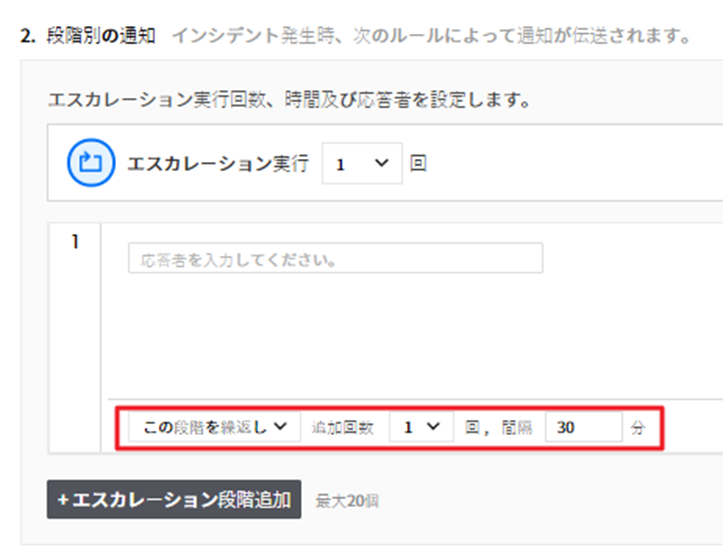 2. 段階別の通知 インシデント発生時、次のルールによって通知が伝送されます。
エスカレーション実行回数、時間及び応答者を設定します。
エスカレーション実行 1 回
1
応答者を入力してください。
この段階を繰返し 追加回数 1 回, 間隔 30 分
+エスカレーション段階追加 最大20個